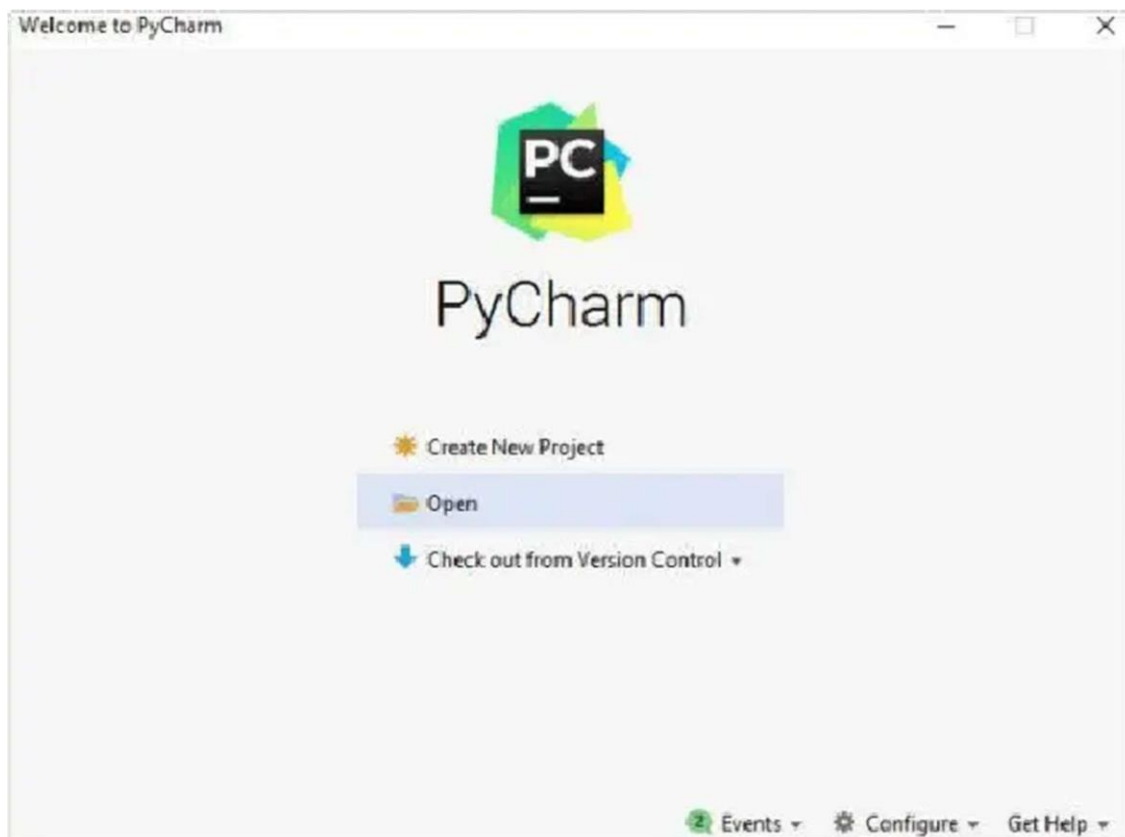 Welcome to PyCharm
PC
PyCharm
Create New Project
Open
Check out from Version Control
2 Events Configure Get Help